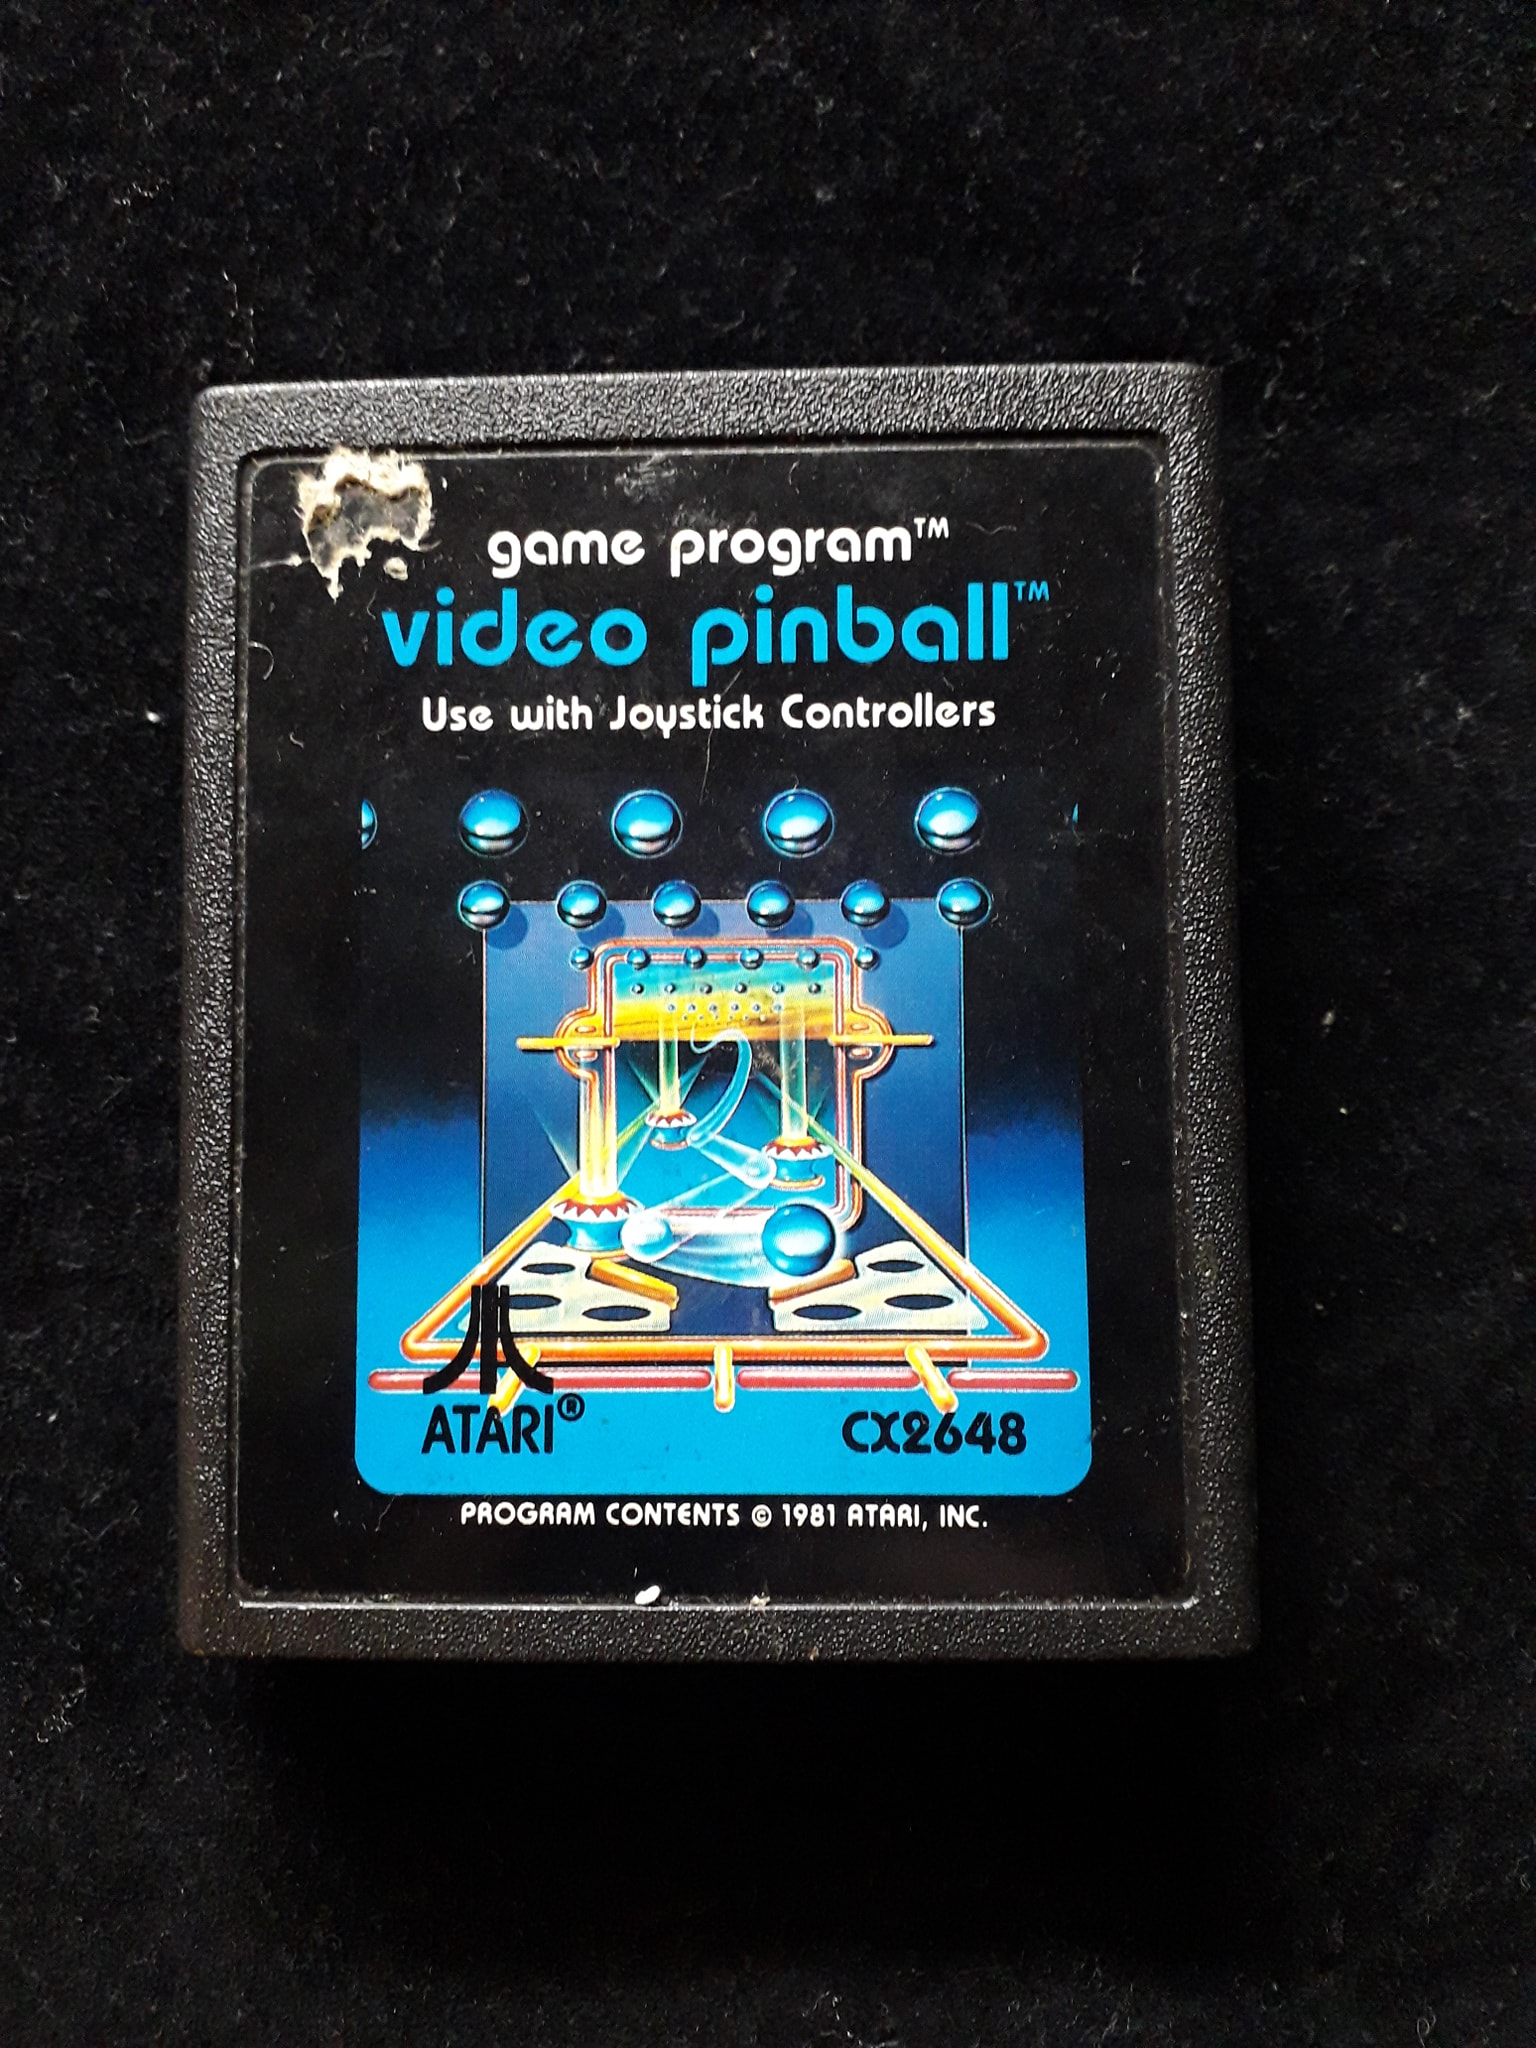 game program™
video pinball™
Use with Joystick Controllers
ATARI®
CX2648
PROGRAM CONTENTS © 1981 ATARI, INC.